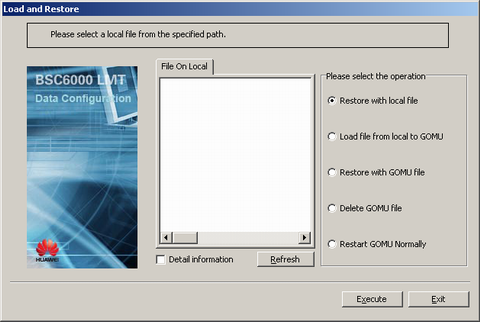 Load and Restore
Please select a local file from the specified path.
BSC6000 LMT
Data Configuration
HUAWEI
File On Local
Detail information
Refresh
Please select the operation
Restore with local file
Load file from local to GOMU
Restore with GOMU file
Delete GOMU file
Restart GOMU Normally
Execute
Exit